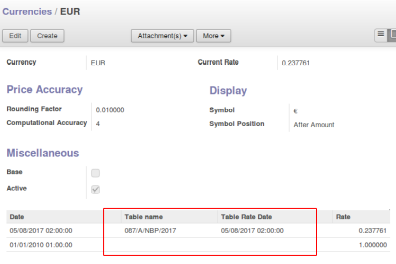 Currencies / EUR
Edit Create Attachment(s) More
Currency EUR Current Rate 0.237761
Price Accuracy Display
Rounding Factor 0.010000 Symbol €
Computational Accuracy 4 Symbol Position After Amount
Miscellaneous
Base
Active
Date Table name Table Rate Date Rate
05/08/2017 02:00:00 087/A/NBP/2017 05/08/2017 02:00:00 0.237761
01/01/2010 01:00:00 1.000000